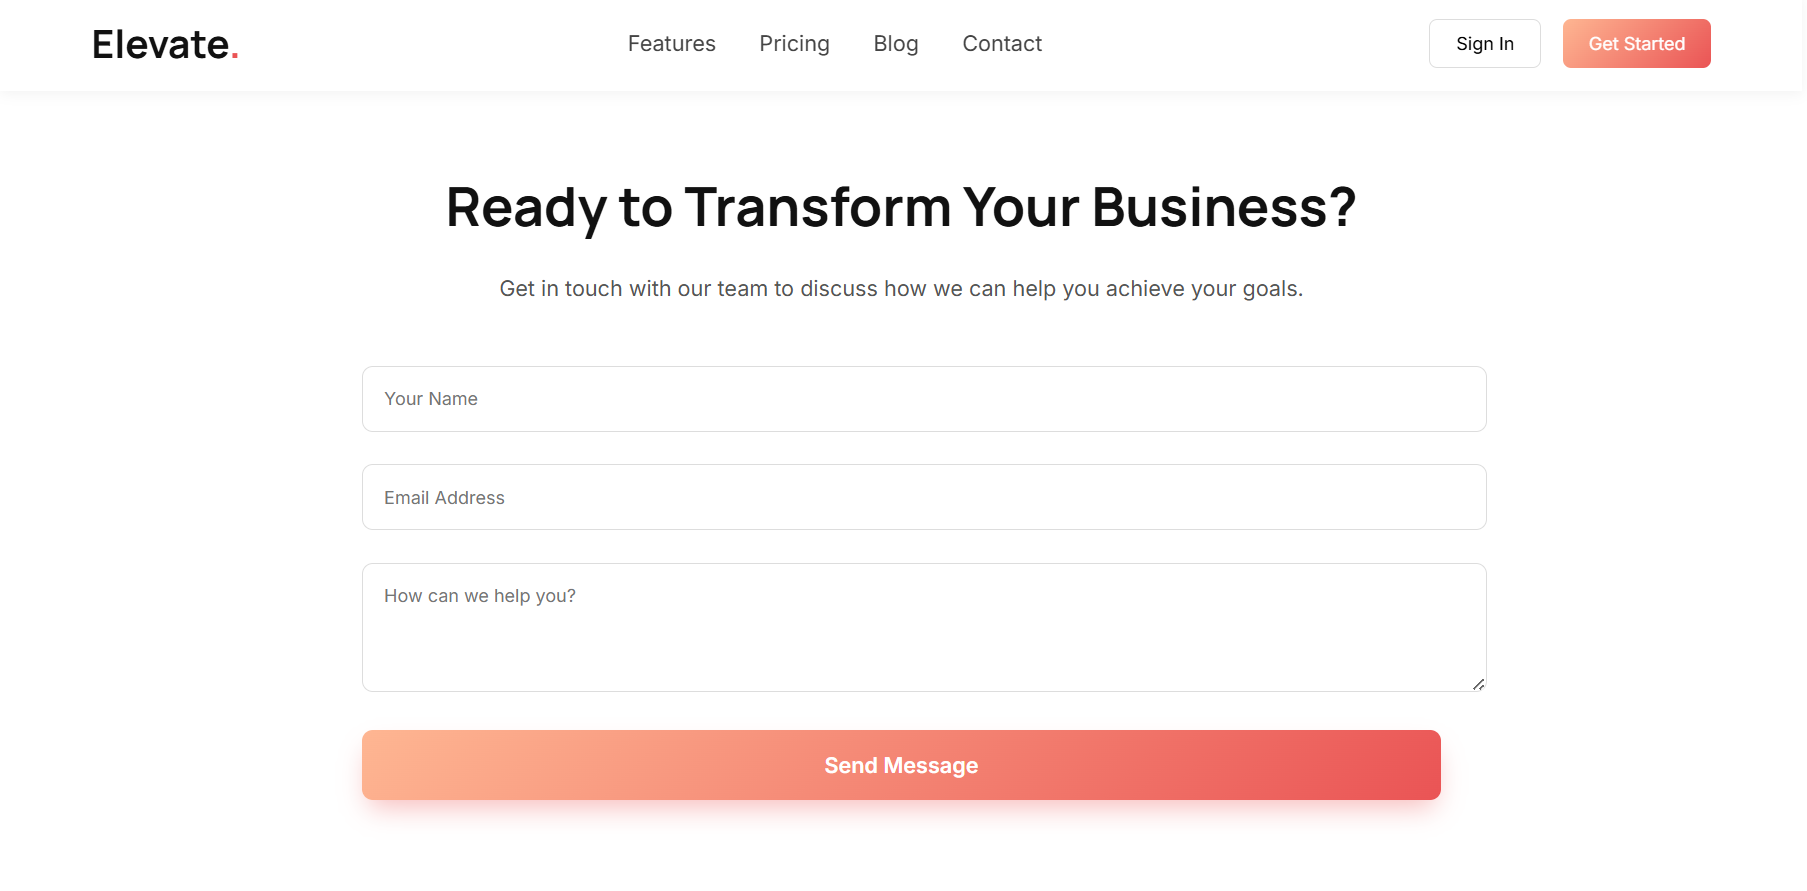 Elevate.
Features Pricing Blog Contact
Sign In
Get Started
Ready to Transform Your Business?
Get in touch with our team to discuss how we can help you achieve your goals.
Your Name
Email Address
How can we help you?
Send Message